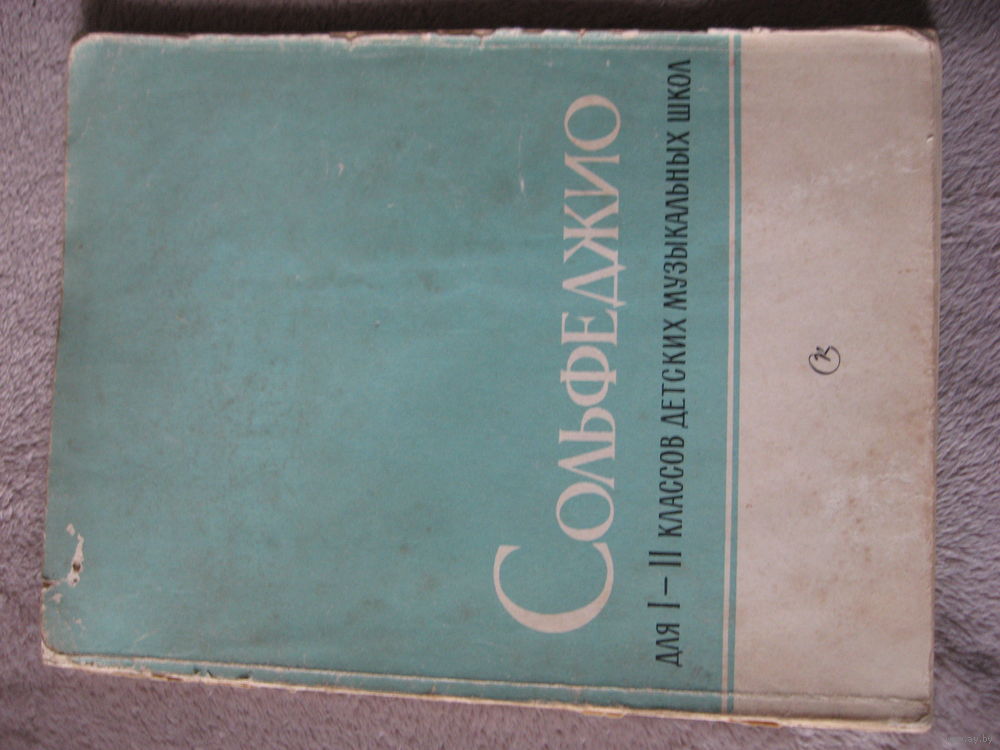 Сольфеджио
для I – II классов детских музыкальных школ
к